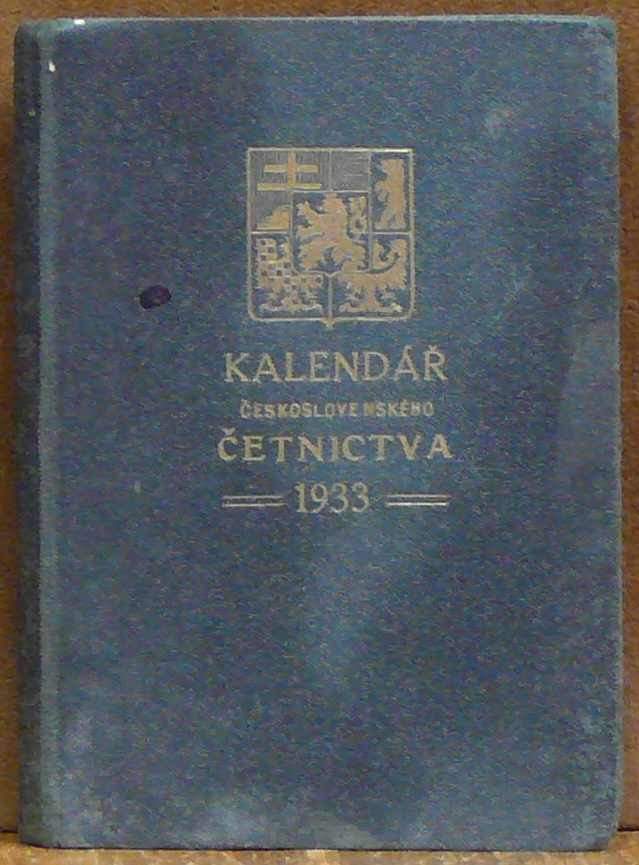 KALENDÁŘ
ČESKOSLOVENSKÉHO
ČETNICTVA
1933